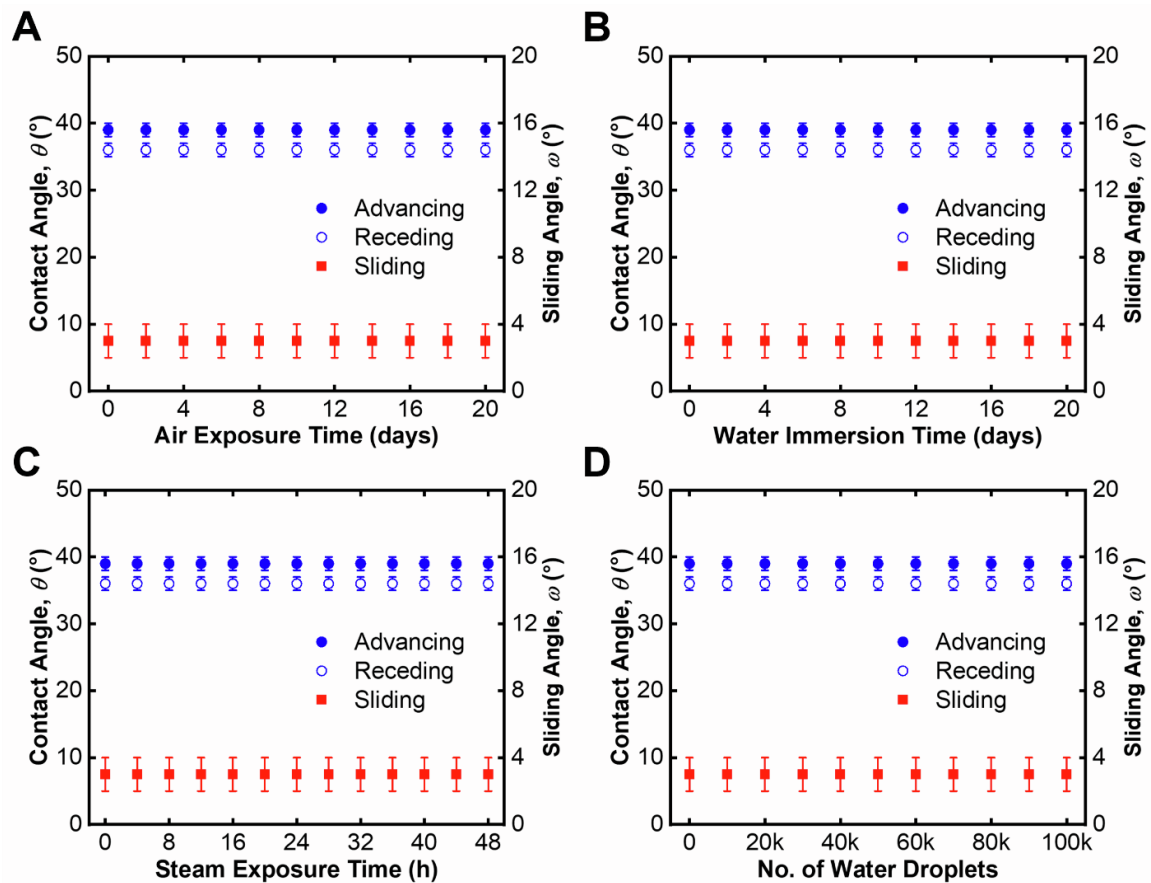 A
50
40
30
20
10
0
Contact Angle, θ (°)
20
16
12
8
4
0
Sliding Angle, ω (°)
Advancing
Receding
Sliding
0 4 8 12 16 20
Air Exposure Time (days)
B
50
40
30
20
10
0
Contact Angle, θ (°)
20
16
12
8
4
0
Sliding Angle, ω (°)
Advancing
Receding
Sliding
0 4 8 12 16 20
Water Immersion Time (days)
C
50
40
30
20
10
0
Contact Angle, θ (°)
20
16
12
8
4
0
Sliding Angle, ω (°)
Advancing
Receding
Sliding
0 8 16 24 32 40 48
Steam Exposure Time (h)
D
50
40
30
20
10
0
Contact Angle, θ (°)
20
16
12
8
4
0
Sliding Angle, ω (°)
Advancing
Receding
Sliding
0 20k 40k 60k 80k 100k
No. of Water Droplets